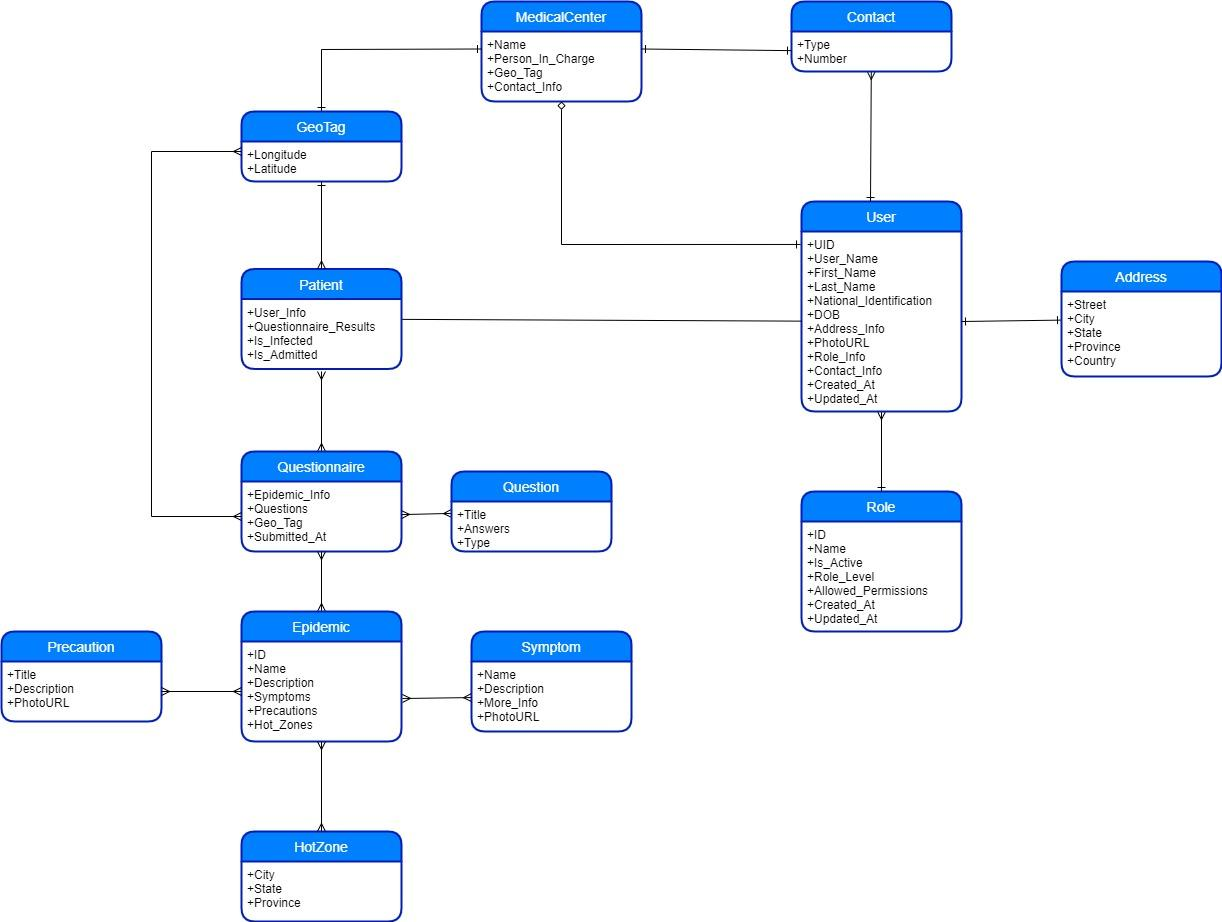 MedicalCenter
+Name
+Person_In_Charge
+Geo_Tag
+Contact_Info
Contact
+Type
+Number
GeoTag
+Longitude
+Latitude
User
+UID
+User_Name
+First_Name
+Last_Name
+National_Identification
+DOB
+Address_Info
+PhotoURL
+Role_Info
+Contact_Info
+Created_At
+Updated_At
Address
+Street
+City
+State
+Province
+Country
Patient
+User_Info
+Questionnaire_Results
+Is_Infected
+Is_Admitted
Questionnaire
+Epidemic_Info
+Questions
+Geo_Tag
+Submitted_At
Question
+Title
+Answers
+Type
Role
+ID
+Name
+Is_Active
+Role_Level
+Allowed_Permissions
+Created_At
+Updated_At
Precaution
+Title
+Description
+PhotoURL
Epidemic
+ID
+Name
+Description
+Symptoms
+Precautions
+Hot_Zones
Symptom
+Name
+Description
+More_Info
+PhotoURL
HotZone
+City
+State
+Province